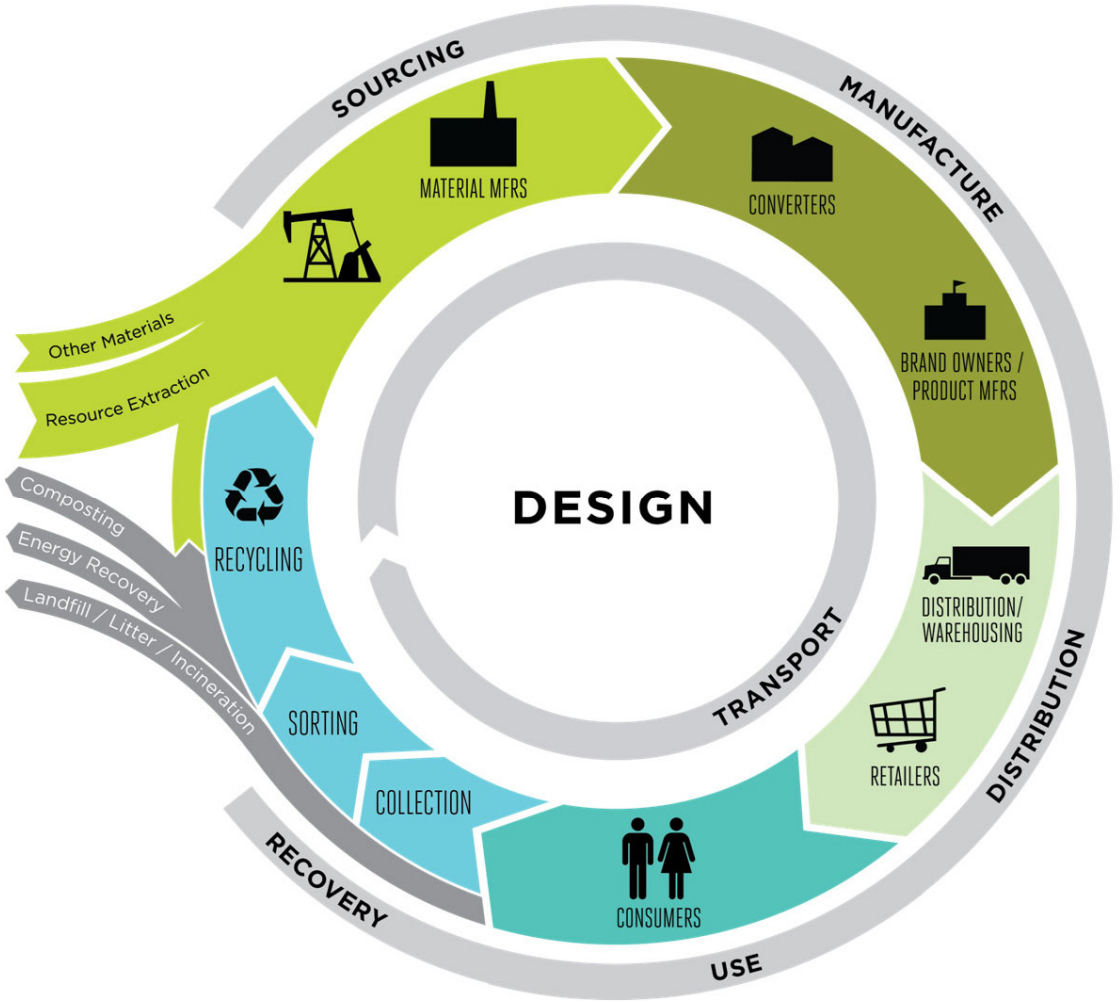 SOURCING
MANUFACTURE
MATERIAL MFRS
CONVERTERS
Other Materials
Resource Extraction
BRAND OWNERS /
PRODUCT MFRS
Composting
Energy Recovery
Landfill / Litter / Incineration
RECYCLING
DESIGN
DISTRIBUTION/
WAREHOUSING
TRANSPORT
DISTRIBUTION
SORTING
RETAILERS
COLLECTION
RECOVERY
CONSUMERS
USE